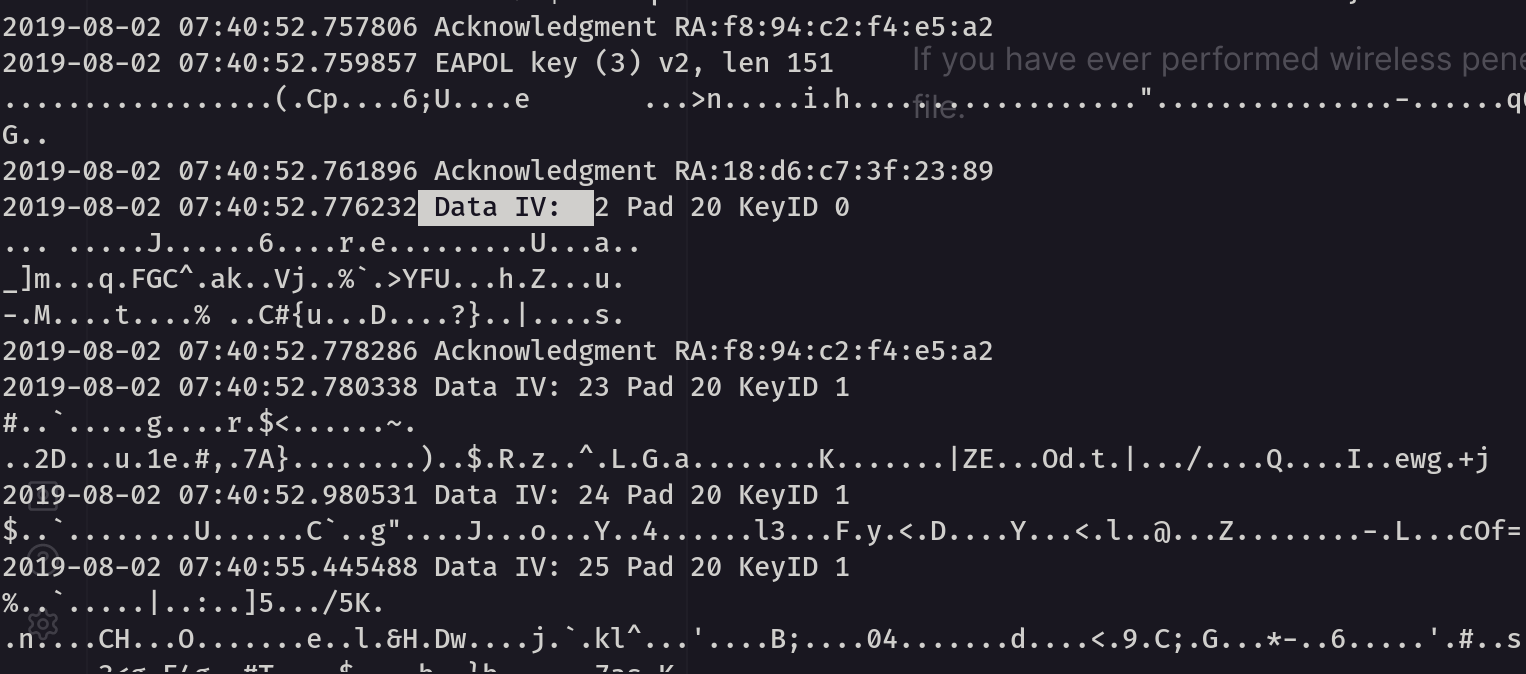 2019-08-02 07:40:52.757806 Acknowledgment RA:f8:94:c2:f4:e5:a2
2019-08-02 07:40:52.759857 EAPOL key (3) v2, len 151
If you have ever performed wireless pene
.................(.Cp....6;U....e       ...>n.....i.h..................".............…-......q
file.
G..
2019-08-02 07:40:52.761896 Acknowledgment RA:18:d6:c7:3f:23:89
2019-08-02 07:40:52.776232 Data IV:  2 Pad 20 KeyID 0
... .....J......6....r.e.........U...a..
_]m...q.FGC^.ak..Vj..%`.>YFU...h.Z...u.
-.M....t....% ..C#{u...D....?}..|....s.
2019-08-02 07:40:52.778286 Acknowledgment RA:f8:94:c2:f4:e5:a2
2019-08-02 07:40:52.780338 Data IV: 23 Pad 20 KeyID 1
#..`.....g....r.$<......~.
..2D...u.1e.#,.7A}........)..$.R.z..^.L.G.a........K.......|ZE...Od.t.|.../....Q....I..ewg.+j
2019-08-02 07:40:52.980531 Data IV: 24 Pad 20 KeyID 1
$..`........U......C`..g"....J...o...Y..4......l3...F.y.<.D....Y...<.l..@...Z........-.L...cOf=
2019-08-02 07:40:55.445488 Data IV: 25 Pad 20 KeyID 1
%..`.....|..:..]5.../5K.
.n....CH...O.......e..l.&H.Dw....j.`.kl^...'....B;....04.......d....<.9.C;.G...*-..6.....'.#..s